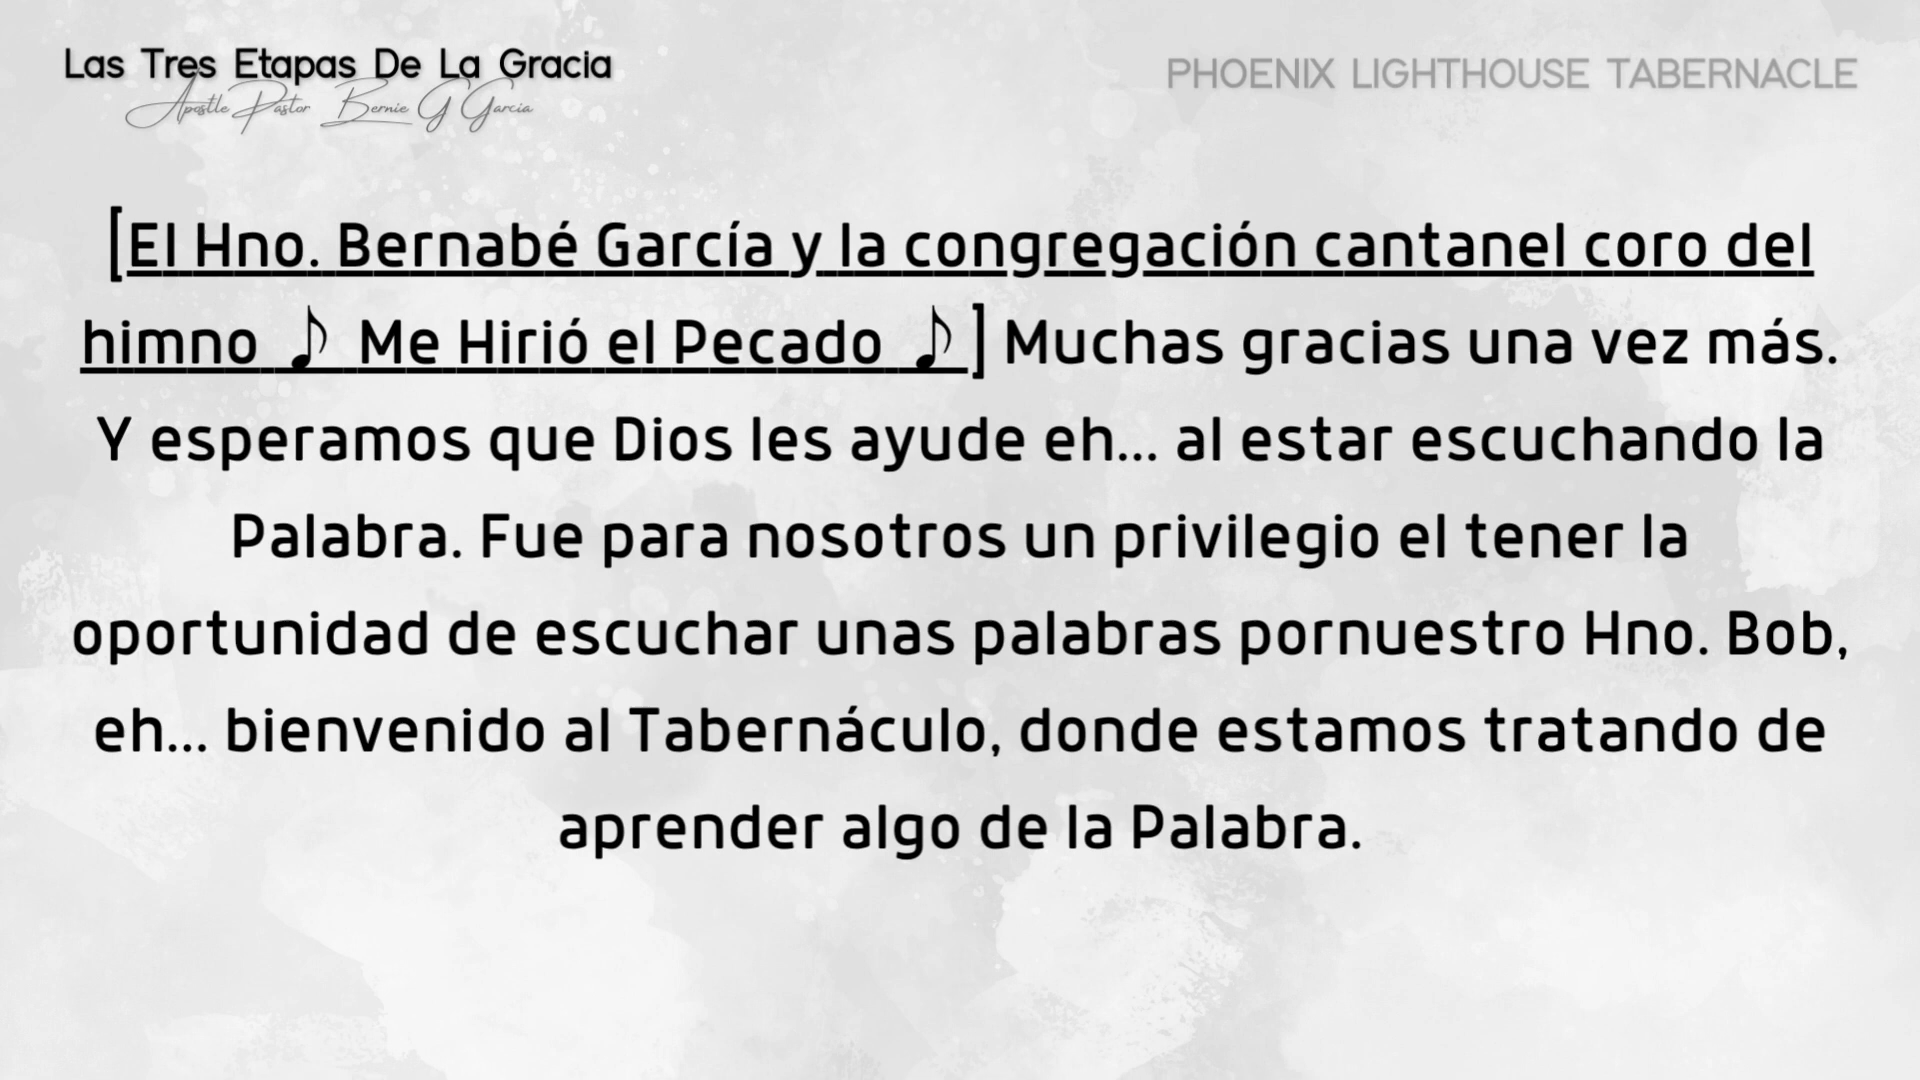 Las Tres Etapas De La Gracia
Apostle Pastor Bernie G Garcia
PHOENIX LIGHTHOUSE TABERNACLE
[El Hno. Bernabé García y la congregación cantanel coro del
himno ♪ Me Hirió el Pecado ♪] Muchas gracias una vez más.
Y esperamos que Dios les ayude eh... al estar escuchando la
Palabra. Fue para nosotros un privilegio el tener la
oportunidad de escuchar unas palabras pornuestro Hno. Bob,
eh... bienvenido al Tabernáculo, donde estamos tratando de
aprender algo de la Palabra.